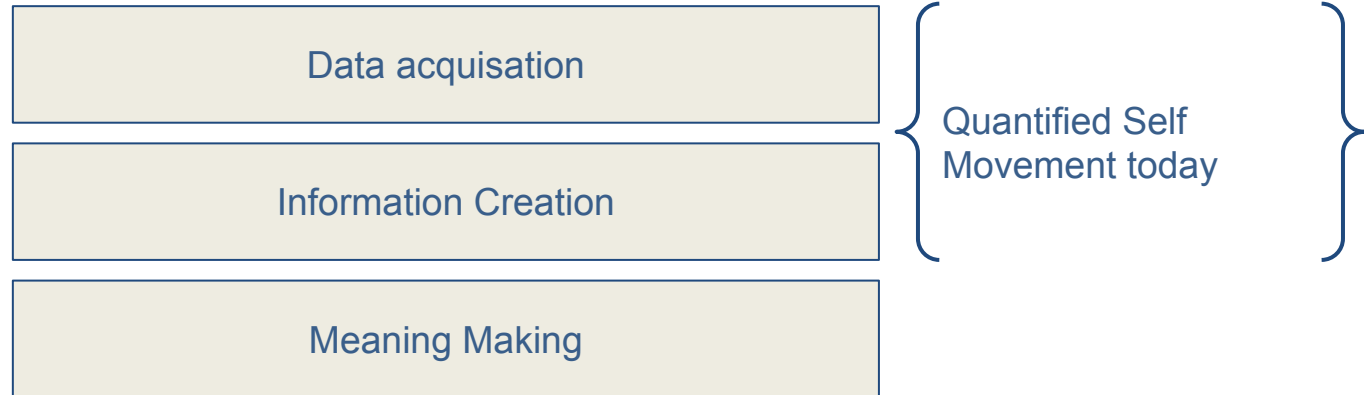 Data acquisation
Quantified Self
Movement today
Information Creation
Meaning Making